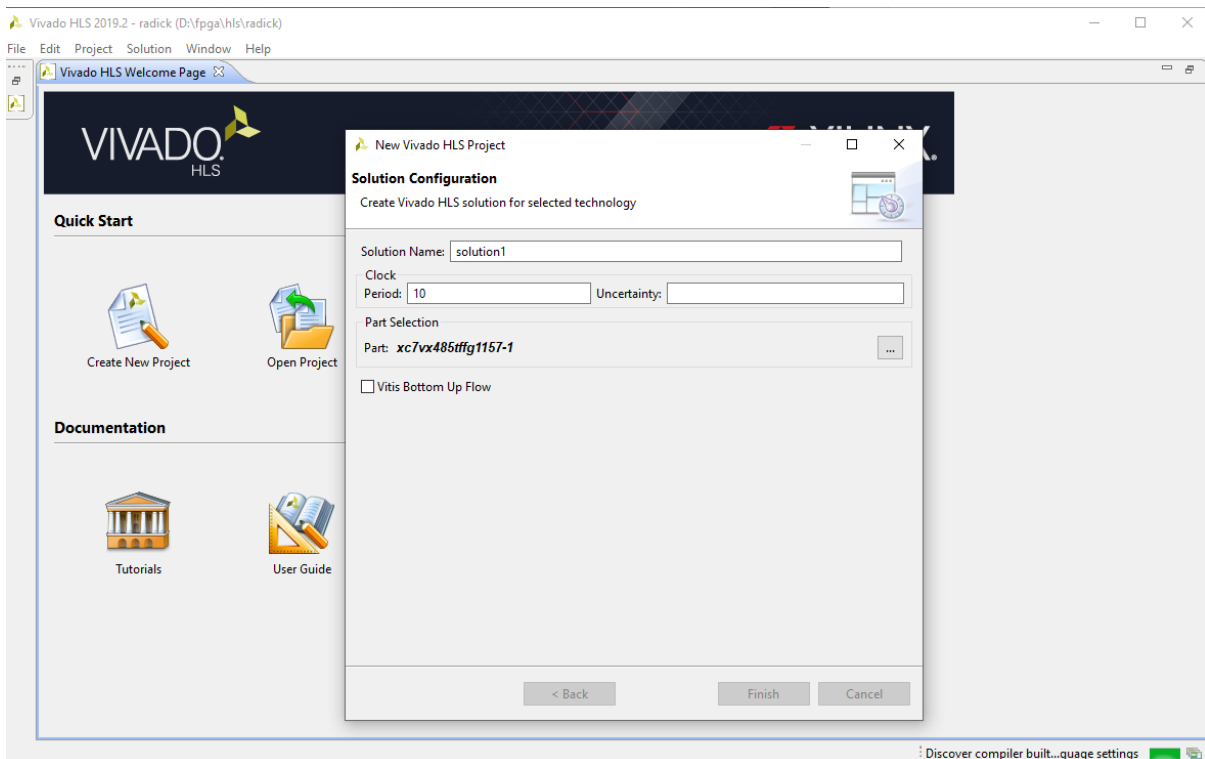 Vivado HLS 2019.2 - radick (D:\fpga\hls\radick)
File Edit Project Solution Window Help
Vivado HLS Welcome Page
VIVADO.
HLS
New Vivado HLS Project
Solution Configuration
Create Vivado HLS solution for selected technology
Quick Start
Solution Name: solution1
Clock
Period: 10 Uncertainty:
Part Selection
Part: xc7vx485tffg1157-1 ...
Create New Project Open Project
Vitis Bottom Up Flow
Documentation
Tutorials User Guide
< Back Finish Cancel
Discover compiler built...guage settings